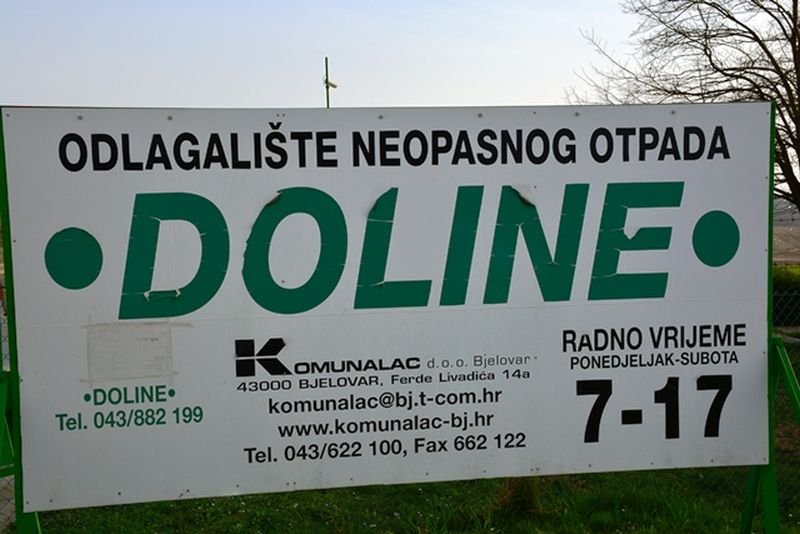 ODLAGALIŠTE NEOPASNOG OTPADA
•DOLINE•
•DOLINE•
Tel. 043/882 199
KOMUNALAC d.o.o. Bjelovar
43000 BJELOVAR, Ferde Livadića 14a
komunalac@bj.t-com.hr
www.komunalac-bj.hr
Tel. 043/622 100, Fax 662 122
RADNO VRIJEME
PONEDJELJAK-SUBOTA
7-17